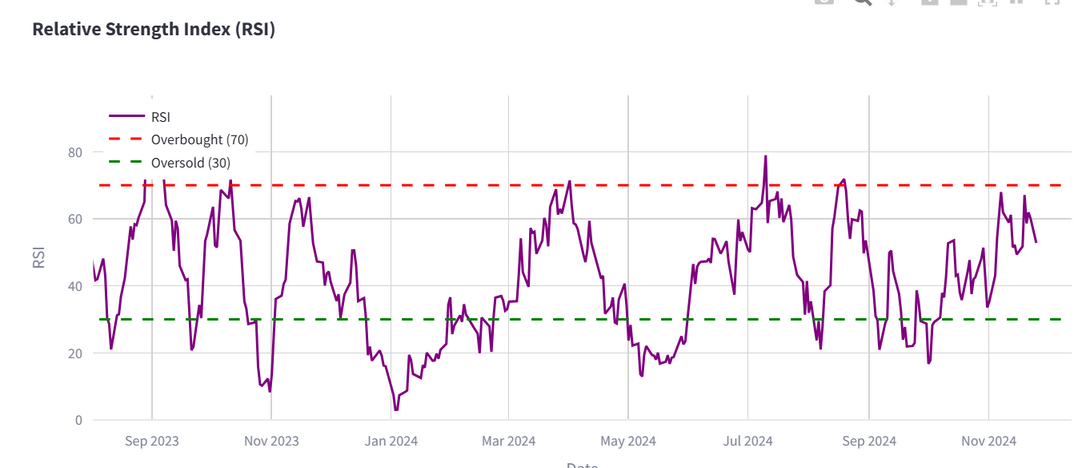 Relative Strength Index (RSI)
RSI
Overbought (70)
Oversold (30)
80
60
40
20
0
RSI
Sep 2023 Nov 2023 Jan 2024 Mar 2024 May 2024 Jul 2024 Sep 2024 Nov 2024
Date